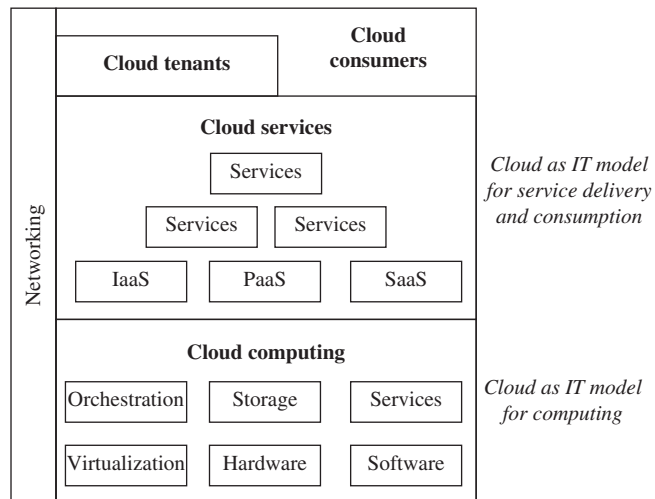 Cloud
consumers
Cloud tenants
Cloud services
Services
Services Services
IaaS PaaS SaaS
Cloud as IT model
for service delivery
and consumption
Networking
Cloud computing
Orchestration Storage Services
Virtualization Hardware Software
Cloud as IT model
for computing